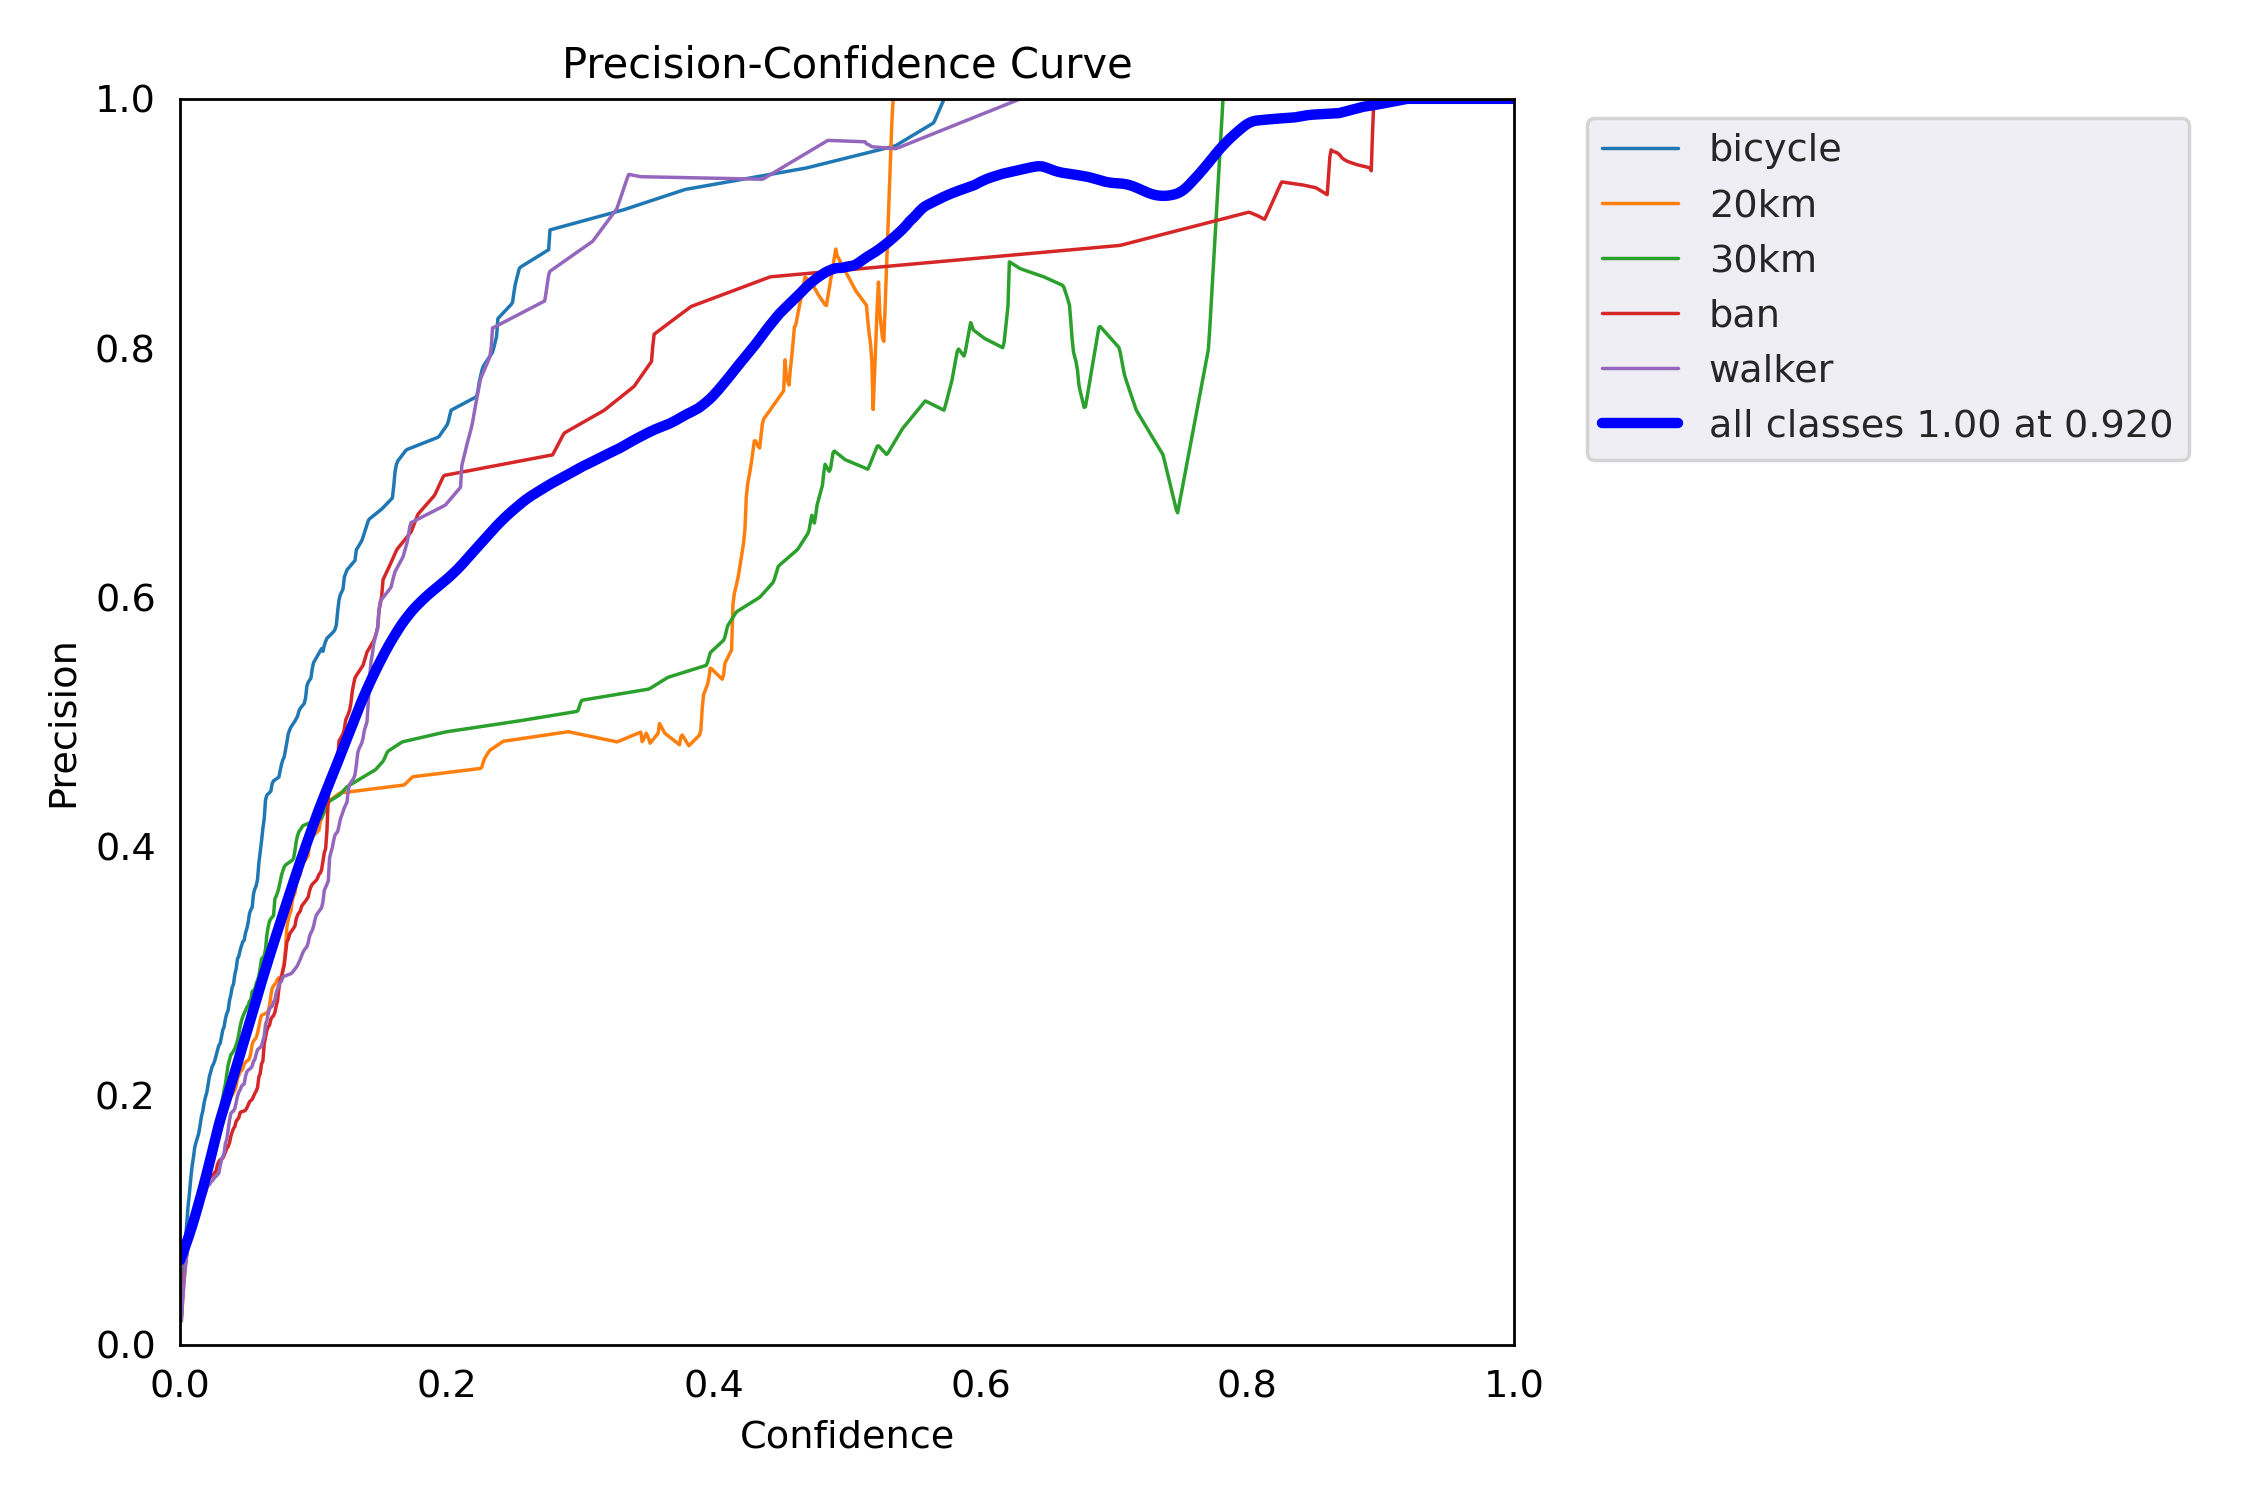 Precision-Confidence Curve
1.0
0.8
0.6
0.4
0.2
0.0
Precision
0.0 0.2 0.4 0.6 0.8 1.0
Confidence
bicycle
20km
30km
ban
walker
all classes 1.00 at 0.920